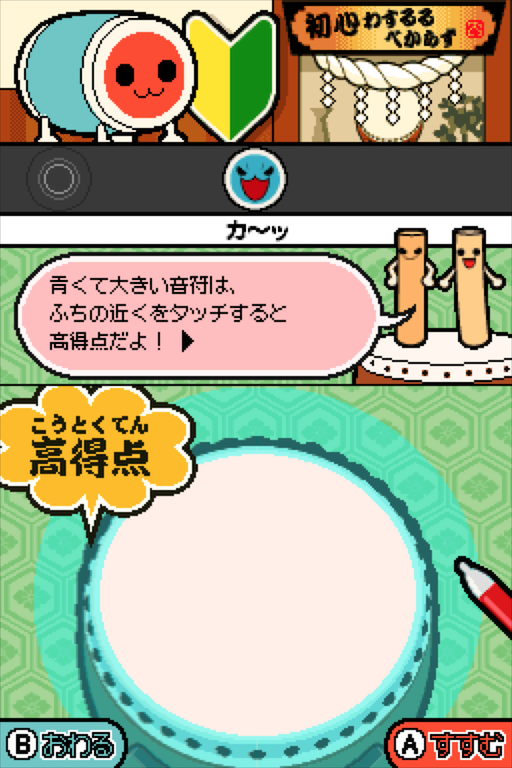 初心わするる
べからず
カ〜ッ
青くて大きい音符は、
ふちの近くをタッチすると
高得点だよ！ ▶
こうとくてん
高得点
Ⓑおわる
Ⓐすすむ